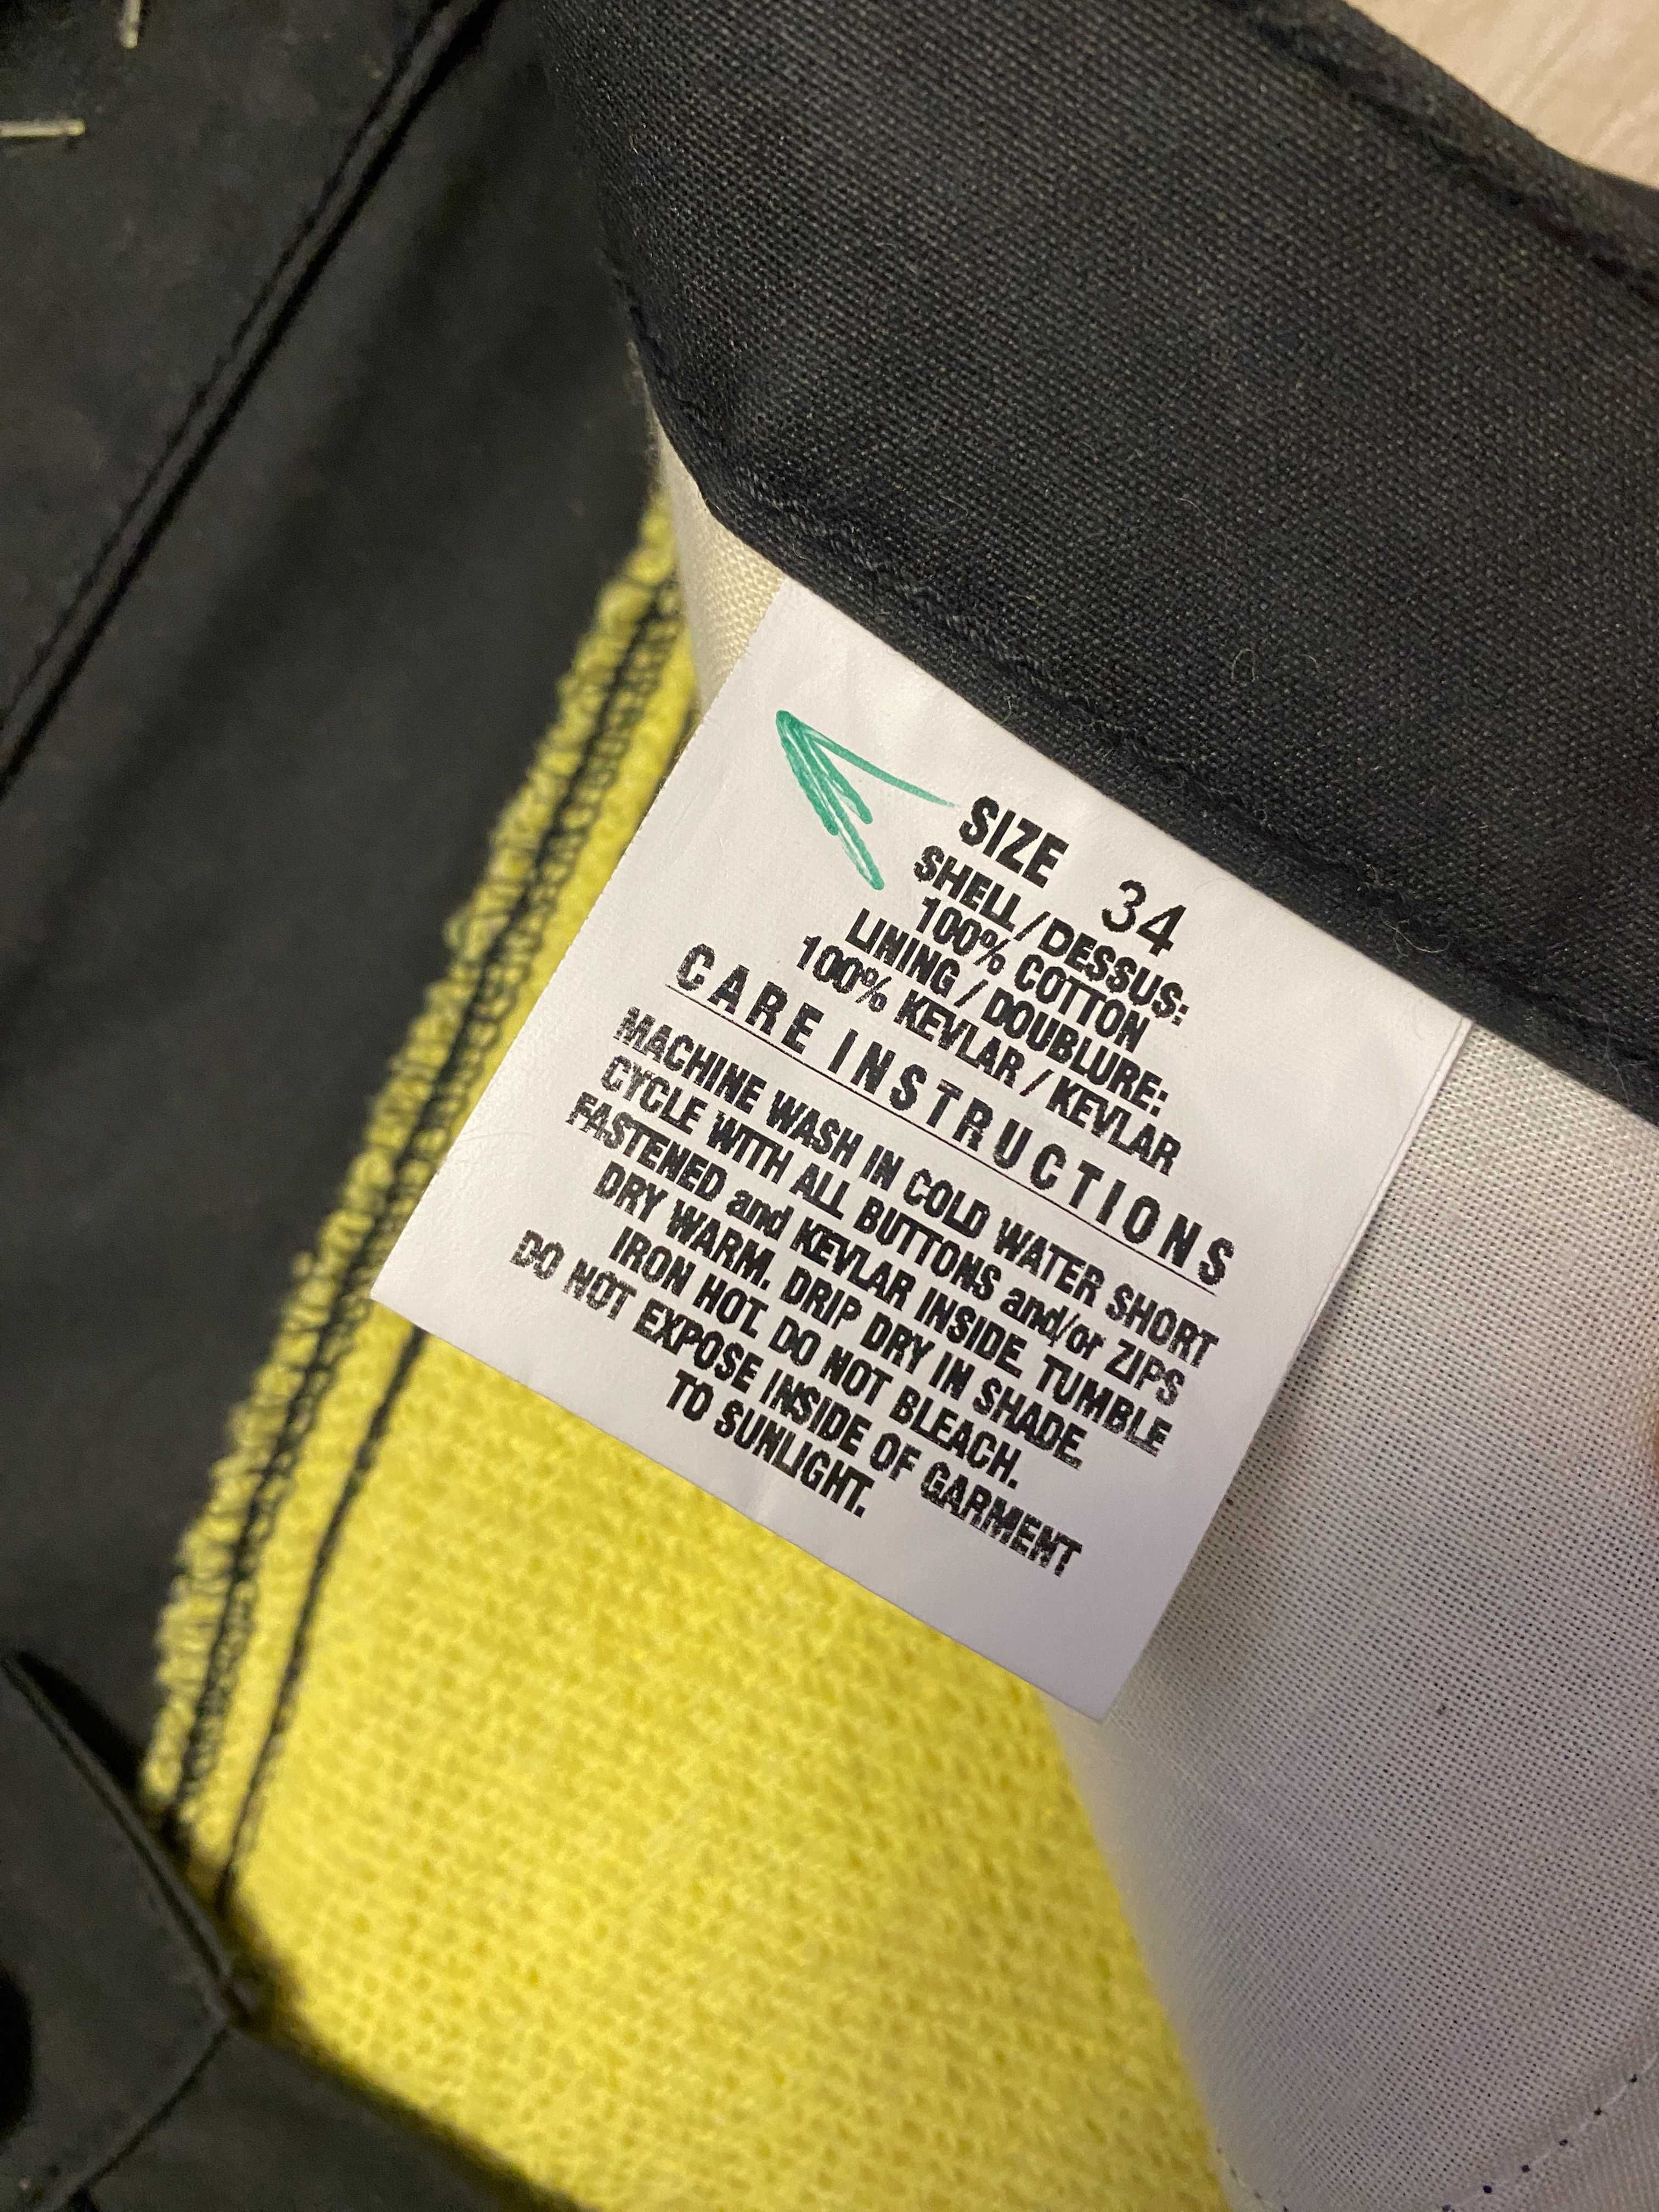 SIZE 34
SHELL / DESSUS:
100% COTTON
LINING / DOUBLURE:
100% KEVLAR / KEVLAR
CARE INSTRUCTIONS
MACHINE WASH IN COLD WATER SHORT
CYCLE WITH ALL BUTTONS and/or ZIPS
FASTENED and KEVLAR INSIDE. TUMBLE
DRY WARM. DRIP DRY IN SHADE.
IRON HOT. DO NOT BLEACH.
DO NOT EXPOSE INSIDE OF GARMENT
TO SUNLIGHT.